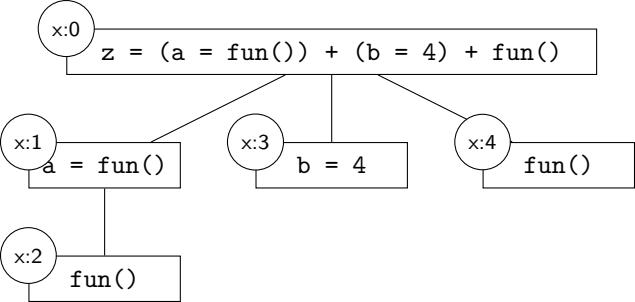 x:0
z = (a = fun()) + (b = 4) + fun()
x:1
a = fun()
x:3
b = 4
x:4
fun()
x:2
fun()